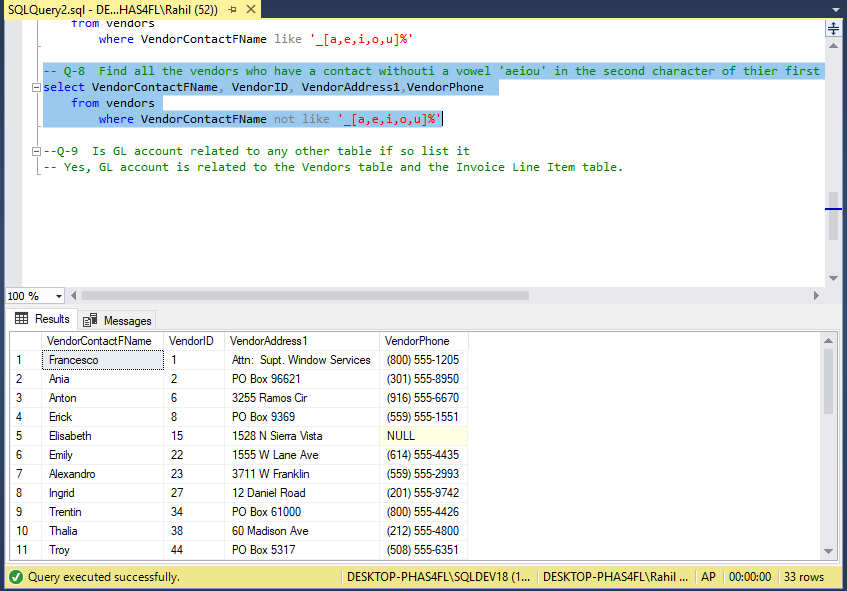 SQLQuery2.sql - DE...HAS4FL\Rahil (52))
from vendors
where VendorContactFName like '_[a,e,i,o,u]%'
-- Q-8 Find all the vendors who have a contact withouti a vowel 'aeiou' in the second character of thier first
select VendorContactFName, VendorID, VendorAddress1,VendorPhone
from vendors
where VendorContactFName not like '_[a,e,i,o,u]%'
--Q-9 Is GL account related to any other table if so list it
-- Yes, GL account is related to the Vendors table and the Invoice Line Item table.
100 %
Results Messages
VendorContactFName VendorID VendorAddress1 VendorPhone
1 Francesco 1 Attn: Supt. Window Services (800) 555-1205
2 Ania 2 PO Box 96621 (301) 555-8950
3 Anton 6 3255 Ramos Cir (916) 555-6670
4 Erick 8 PO Box 9369 (559) 555-1551
5 Elisabeth 15 1528 N Sierra Vista NULL
6 Emily 22 1555 W Lane Ave (614) 555-4435
7 Alexandro 23 3711 W Franklin (559) 555-2993
8 Ingrid 27 12 Daniel Road (201) 555-9742
9 Trentin 34 PO Box 61000 (800) 555-4426
10 Thalia 38 60 Madison Ave (212) 555-4800
11 Troy 44 PO Box 5317 (508) 555-6351
Query executed successfully. DESKTOP-PHAS4FL\SQLDEV18 (1... DESKTOP-PHAS4FL\Rahil ... AP 00:00:00 33 rows